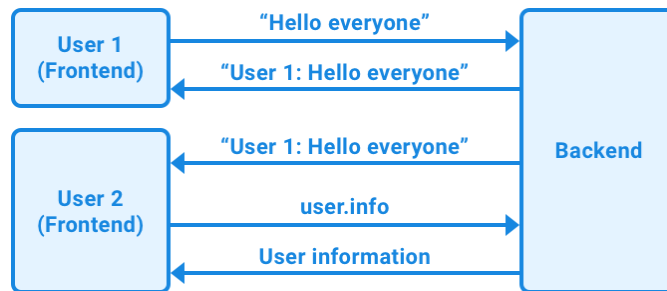 User 1
(Frontend)
“Hello everyone”
“User 1: Hello everyone”
Backend
User 2
(Frontend)
“User 1: Hello everyone”
user.info
User information